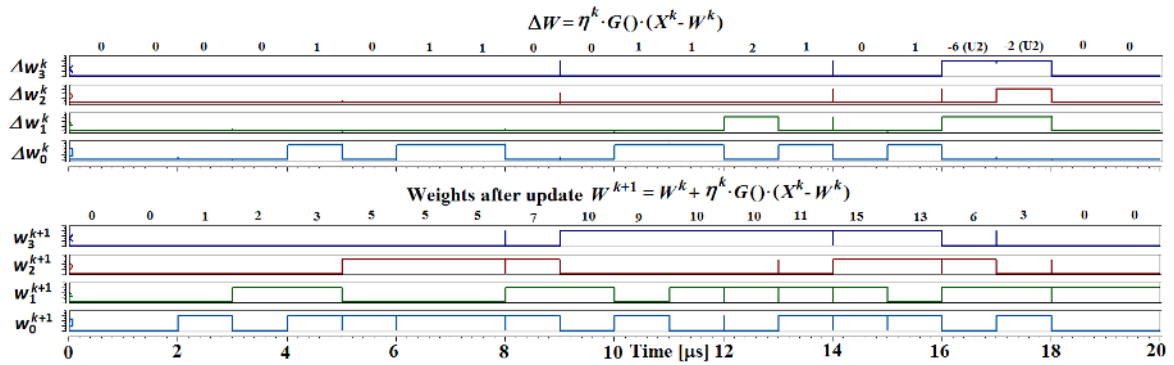 ΔW = η^k · G() · (X^k - W^k)
0 0 0 0 1 0 1 1 0 0 1 1 2 1 0 1 -6 (U2) -2 (U2) 0 0
Δw_3^k
Δw_2^k
Δw_1^k
Δw_0^k
Weights after update W^{k+1} = W^k + η^k · G() · (X^k - W^k)
0 0 1 2 3 5 5 5 7 10 9 10 10 11 15 13 6 3 0 0
w_3^{k+1}
w_2^{k+1}
w_1^{k+1}
w_0^{k+1}
0 2 4 6 8 10 Time [μs] 12 14 16 18 20